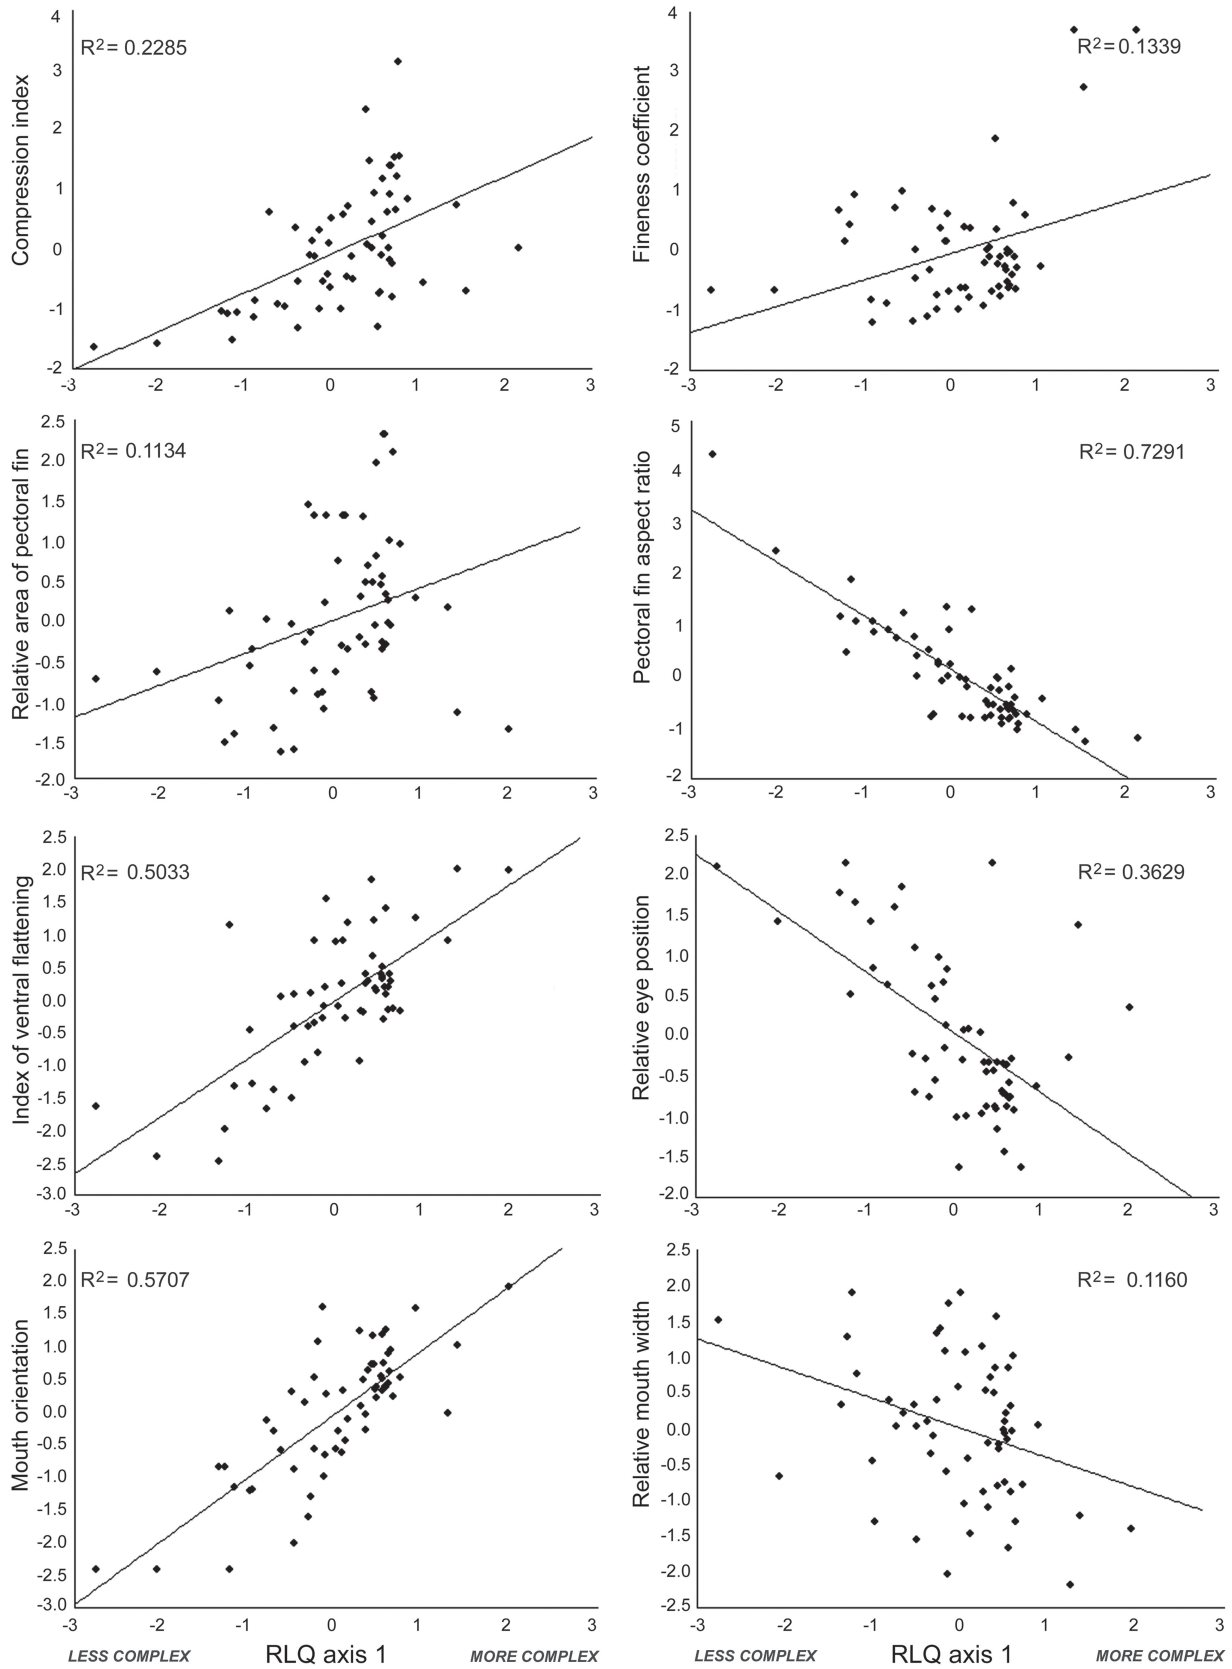 Compression index
R²= 0.2285
4
3
2
1
0
-1
-2
-3 -2 -1 0 1 2 3
Fineness coefficient
R²= 0.1339
4
3
2
1
0
-1
-2
-3 -2 -1 0 1 2 3
Relative area of pectoral fin
R²= 0.1134
2.5
2.0
1.5
1.0
0.5
0.0
-0.5
-1.0
-1.5
-2.0
-3 -2 -1 0 1 2 3
Pectoral fin aspect ratio
R²= 0.7291
5
4
3
2
1
0
-1
-2
-3 -2 -1 0 1 2 3
Index of ventral flattening
R²= 0.5033
2.5
2.0
1.5
1.0
0.5
0.0
-0.5
-1.0
-1.5
-2.0
-2.5
-3.0
-3 -2 -1 0 1 2 3
Relative eye position
R²= 0.3629
2.5
2.0
1.5
1.0
0.5
0.0
-0.5
-1.0
-1.5
-2.0
-3 -2 -1 0 1 2 3
Mouth orientation
R²= 0.5707
2.5
2.0
1.5
1.0
0.5
0.0
-0.5
-1.0
-1.5
-2.0
-2.5
-3.0
-3 -2 -1 0 1 2 3
LESS COMPLEX RLQ axis 1 MORE COMPLEX
Relative mouth width
R²= 0.1160
2.5
2.0
1.5
1.0
0.5
0.0
-0.5
-1.0
-1.5
-2.0
-2.5
-3 -2 -1 0 1 2 3
LESS COMPLEX RLQ axis 1 MORE COMPLEX